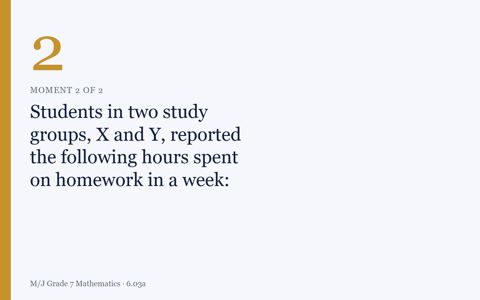 2
MOMENT 2 OF 2
Students in two study
groups, X and Y, reported
the following hours spent
on homework in a week:
M/J Grade 7 Mathematics · 6.03a